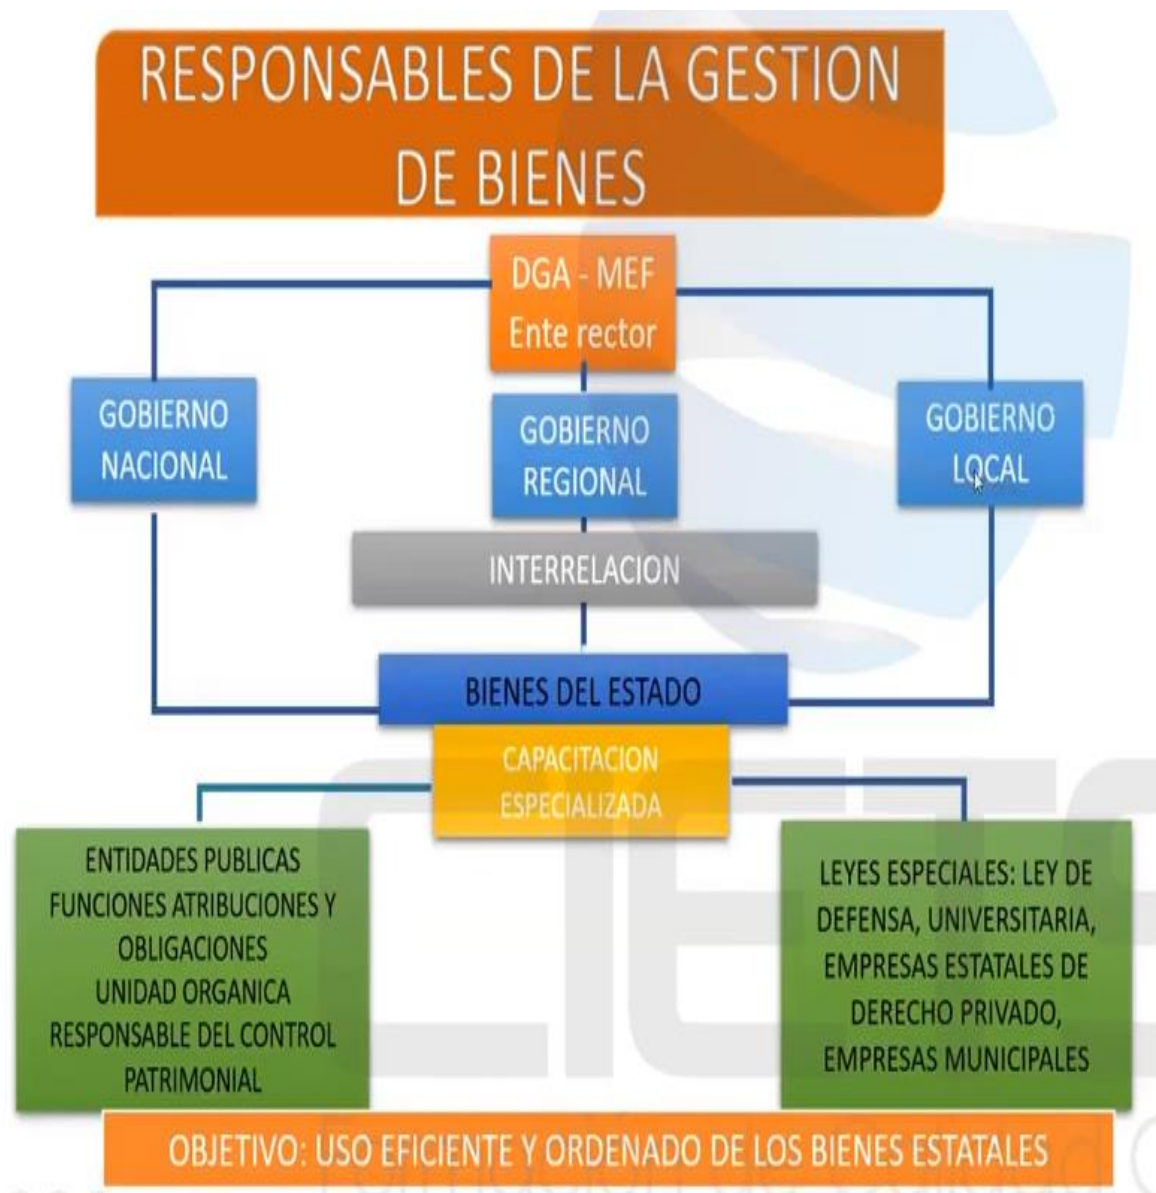 RESPONSABLES DE LA GESTION
DE BIENES
DGA - MEF
Ente rector
GOBIERNO
NACIONAL
GOBIERNO
REGIONAL
GOBIERNO
LOCAL
INTERRELACION
BIENES DEL ESTADO
CAPACITACION
ESPECIALIZADA
ENTIDADES PUBLICAS
FUNCIONES ATRIBUCIONES Y
OBLIGACIONES
UNIDAD ORGANICA
RESPONSABLE DEL CONTROL
PATRIMONIAL
LEYES ESPECIALES: LEY DE
DEFENSA, UNIVERSITARIA,
EMPRESAS ESTATALES DE
DERECHO PRIVADO,
EMPRESAS MUNICIPALES
OBJETIVO: USO EFICIENTE Y ORDENADO DE LOS BIENES ESTATALES